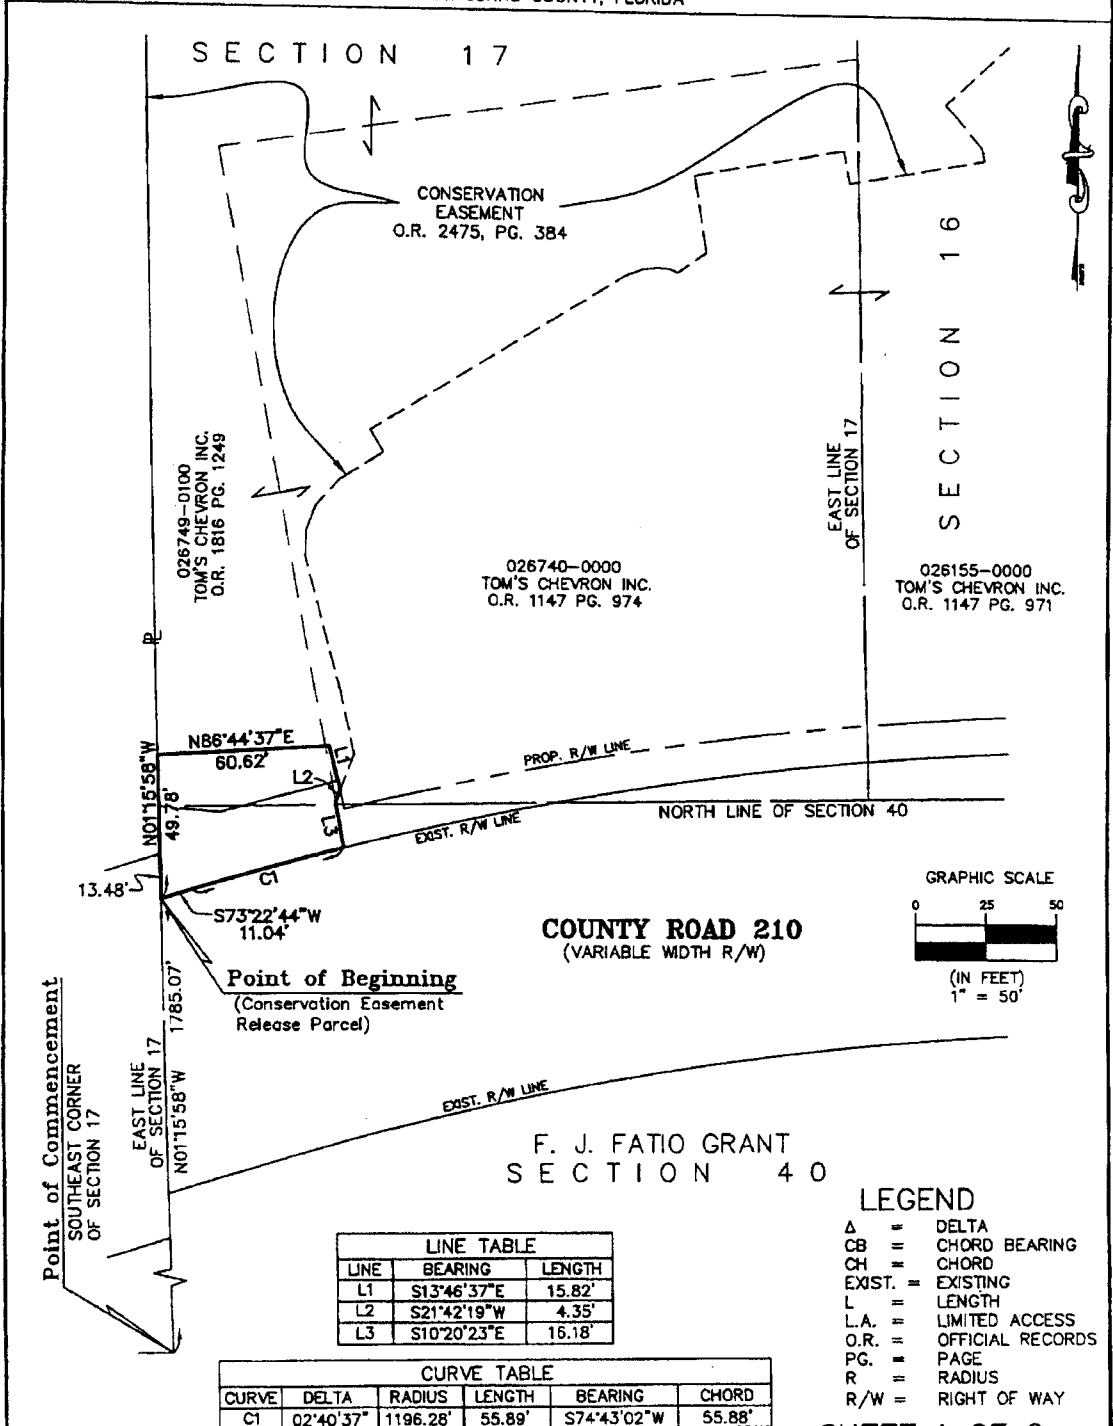 SECTION 17
CONSERVATION
EASEMENT
O.R. 2475, PG. 384
SECTION 16
026749-0100
TOM'S CHEVRON INC.
O.R. 1816 PG. 1249
EAST LINE
OF SECTION 17
026740-0000
TOM'S CHEVRON INC.
O.R. 1147 PG. 974
026155-0000
TOM'S CHEVRON INC.
O.R. 1147 PG. 971
N86°44'37"E
60.62'
L1
L2
L3
N01°15'58"W
49.78'
PROP. R/W LINE
EXIST. R/W LINE
NORTH LINE OF SECTION 40
C1
13.48'
S73°22'44"W
11.04'
GRAPHIC SCALE
0 25 50
(IN FEET)
1" = 50'
COUNTY ROAD 210
(VARIABLE WIDTH R/W)
Point of Beginning
(Conservation Easement
Release Parcel)
Point of Commencement
SOUTHEAST CORNER
OF SECTION 17
EAST LINE
OF SECTION 17
N01°15'58"W 1785.07'
EXIST. R/W LINE
F. J. FATIO GRANT
SECTION 40
LEGEND
Δ = DELTA
CB = CHORD BEARING
CH = CHORD
EXIST. = EXISTING
L = LENGTH
L.A. = LIMITED ACCESS
O.R. = OFFICIAL RECORDS
PG. = PAGE
R = RADIUS
R/W = RIGHT OF WAY
LINE TABLE
LINE BEARING LENGTH
L1 S13°46'37"E 15.82'
L2 S21°42'19"W 4.35'
L3 S10°20'23"E 16.18'
CURVE TABLE
CURVE DELTA RADIUS LENGTH BEARING CHORD
C1 02°40'37" 1196.28' 55.89' S74°43'02"W 55.88'